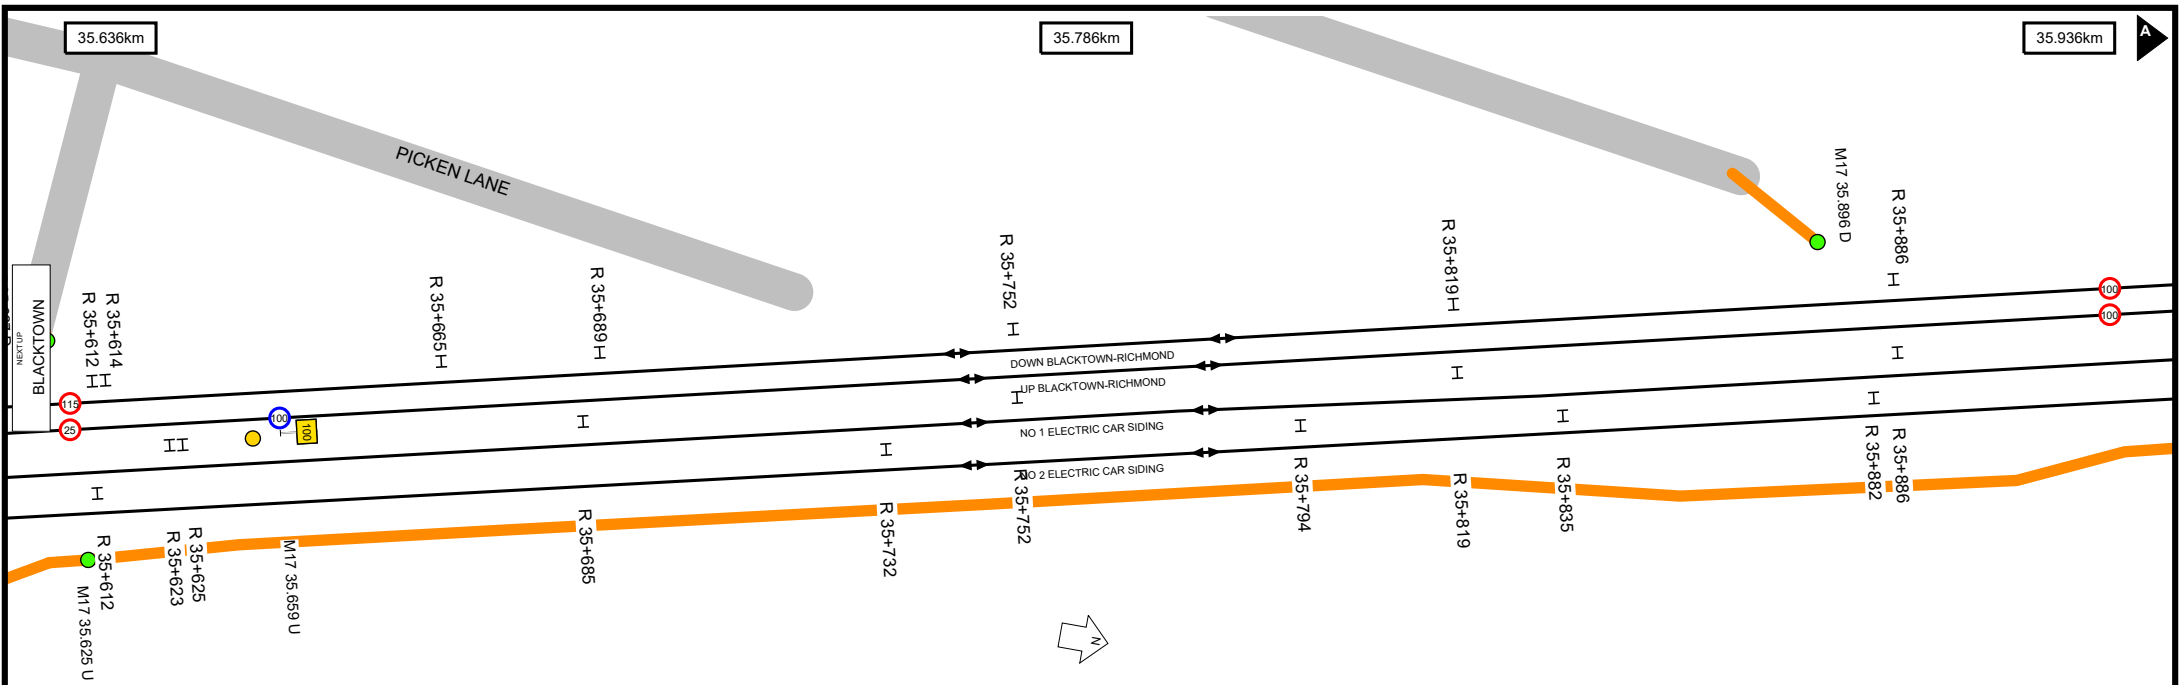 35.636km
35.786km
35.936km
A
PICKEN LANE
M17 35.896 D
R 35+886
R 35+819
R 35+752
R 35+689
R 35+665
R 35+614
R 35+612
BLACKTOWN
NEXT UP
100
100
115
25
100
100
DOWN BLACKTOWN-RICHMOND
UP BLACKTOWN-RICHMOND
NO 1 ELECTRIC CAR SIDING
NO 2 ELECTRIC CAR SIDING
R 35+612
M17 35.625 U
R 35+623
R 35+625
M17 35.659 U
R 35+685
R 35+732
R 35+752
R 35+794
R 35+819
R 35+835
R 35+882
R 35+886
N